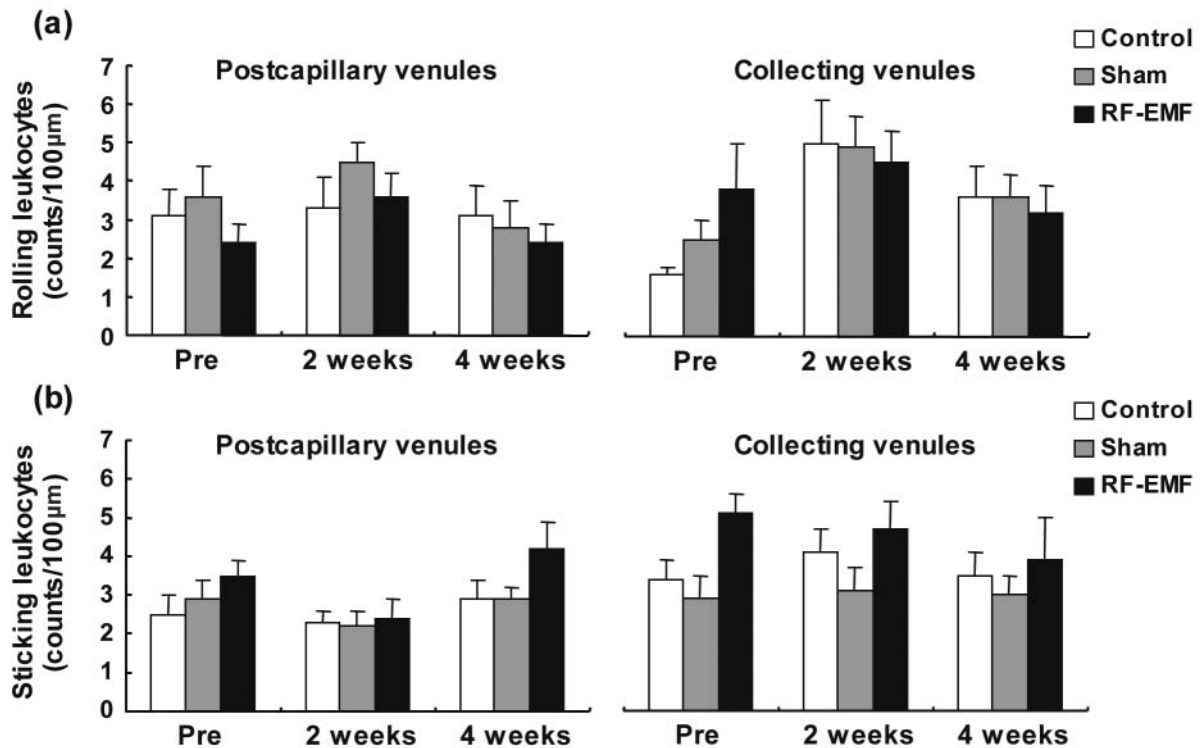 (a)
Postcapillary venules
Collecting venules
Control
Sham
RF-EMF
Rolling leukocytes
(counts/100μm)
7
6
5
4
3
2
1
0
Pre
2 weeks
4 weeks
Pre
2 weeks
4 weeks
(b)
Postcapillary venules
Collecting venules
Control
Sham
RF-EMF
Sticking leukocytes
(counts/100μm)
7
6
5
4
3
2
1
0
Pre
2 weeks
4 weeks
Pre
2 weeks
4 weeks